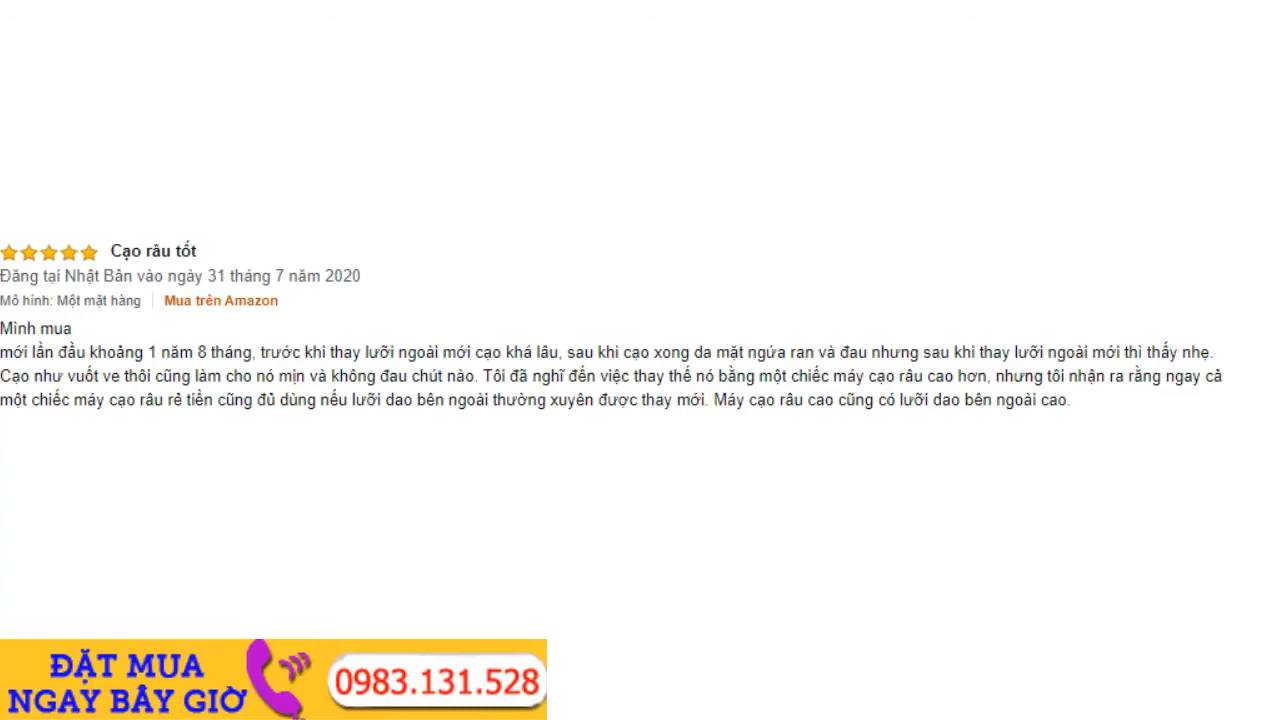 Cạo râu tốt
Đăng tại Nhật Bản vào ngày 31 tháng 7 năm 2020
Mô hình: Một mặt hàng Mua trên Amazon
Mình mua
mới lần đầu khoảng 1 năm 8 tháng, trước khi thay lưỡi ngoài mới cạo khá lâu, sau khi cạo xong da mặt ngứa ran và đau nhưng sau khi thay lưỡi ngoài mới thì thấy nhẹ.
Cạo như vuốt ve thôi cũng làm cho nó mịn và không đau chút nào. Tôi đã nghĩ đến việc thay thế nó bằng một chiếc máy cạo râu cao hơn, nhưng tôi nhận ra rằng ngay cả
một chiếc máy cạo râu rẻ tiền cũng đủ dùng nếu lưỡi dao bên ngoài thường xuyên được thay mới. Máy cạo râu cao cũng có lưỡi dao bên ngoài cao.
ĐẶT MUA
NGAY BÂY GIỜ
0983.131.528